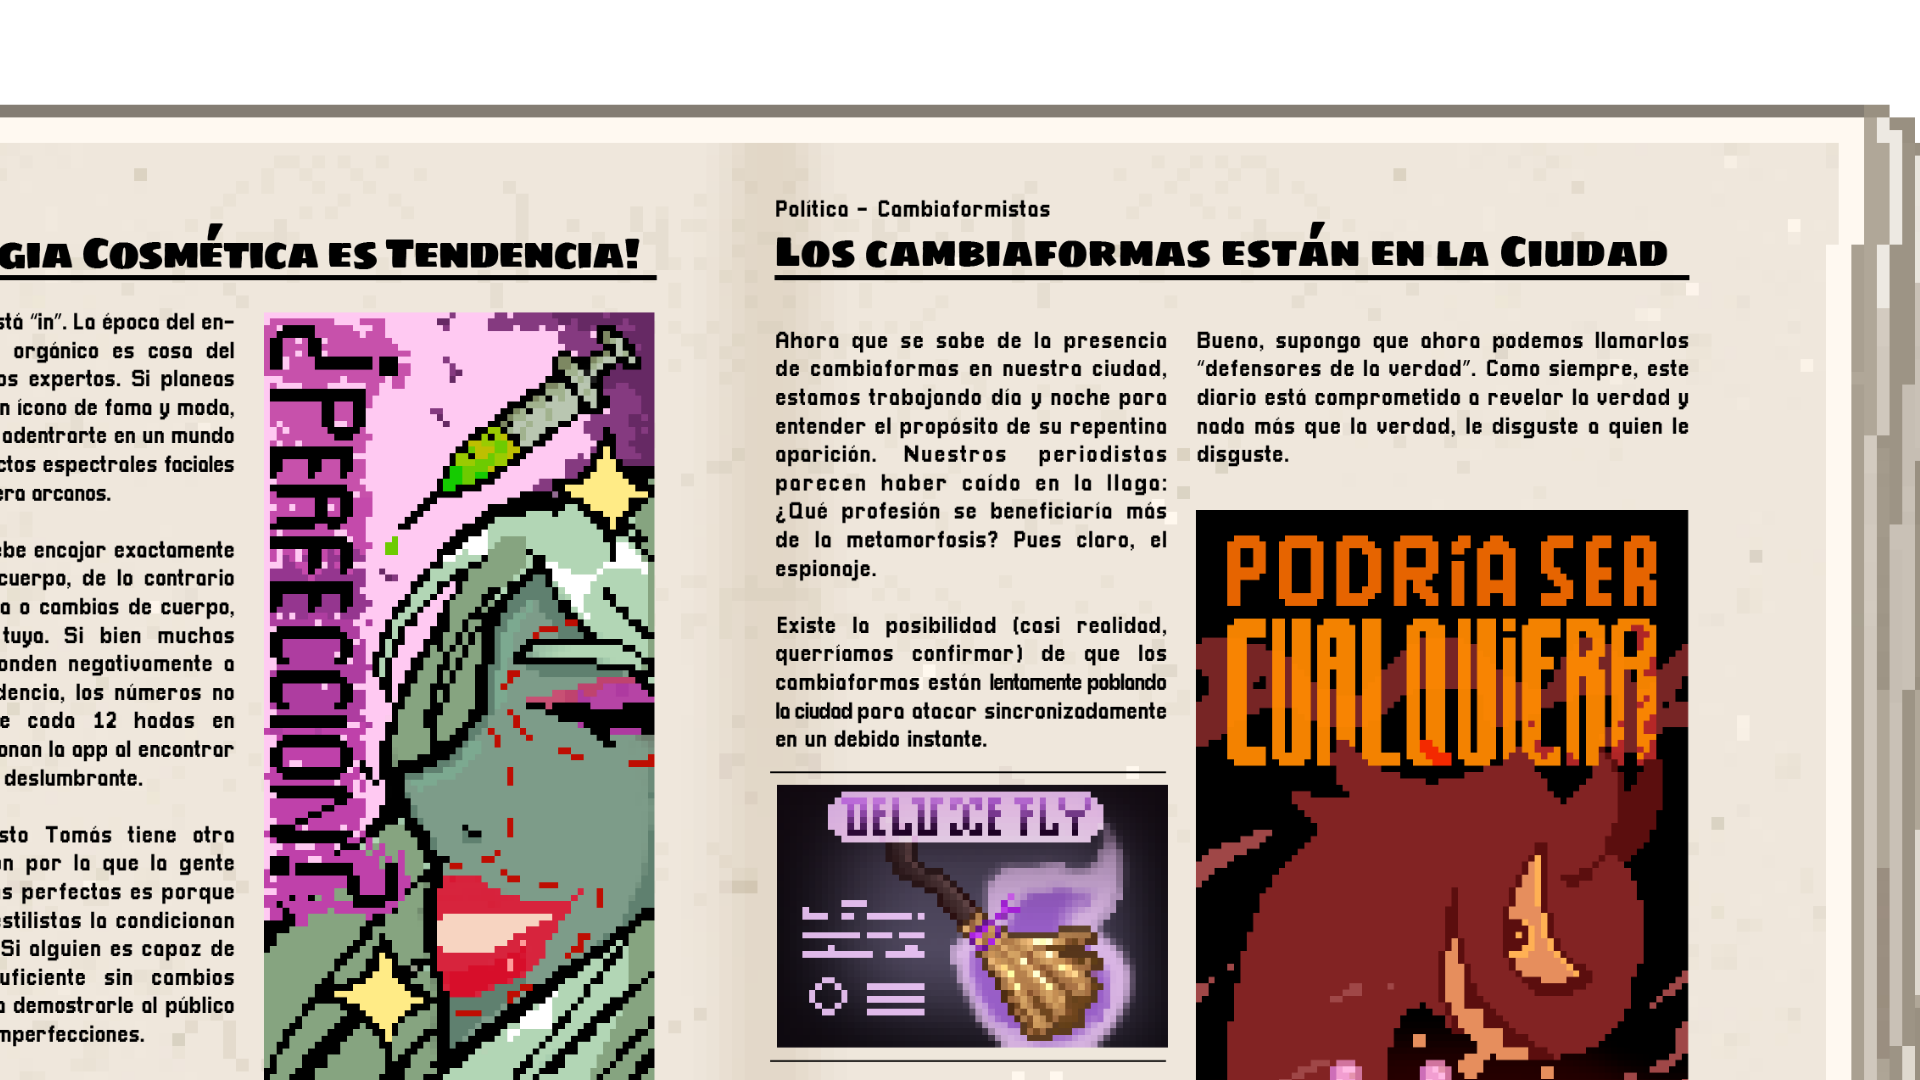 GIA COSMÉTICA ES TENDENCIA!
stá “in”. La época del en-
orgánico es cosa del
os expertos. Si planeas
n ícono de fama y moda,
adentrarte en un mundo
ctos espectrales faciales
era arcanos.
ebe encajar exactamente
cuerpo, de lo contrario
a o cambias de cuerpo,
tuya. Si bien muchas
onden negativamente a
dencia, los números no
e cada 12 hadas en
onan la app al encontrar
deslumbrante.
sto Tomás tiene otra
ón por la que la gente
s perfectas es porque
estilistas la condicionan
Si alguien es capaz de
uficiente sin cambios
a demostrarle al público
mperfecciones.
¿PERFECCIÓN?
Política - Cambiaformistas
LOS CAMBIAFORMAS ESTÁN EN LA CIUDAD
Ahora que se sabe de la presencia
de cambiaformas en nuestra ciudad,
estamos trabajando día y noche para
entender el propósito de su repentina
aparición. Nuestros periodistas
parecen haber caído en la llaga:
¿Qué profesión se beneficiaría más
de la metamorfosis? Pues claro, el
espionaje.
Existe la posibilidad (casi realidad,
querríamos confirmar) de que los
cambiaformas están lentamente poblando
la ciudad para atacar sincronizadamente
en un debido instante.
DELUXE FLY
Bueno, supongo que ahora podemos llamarlos
“defensores de la verdad”. Como siempre, este
diario está comprometido a revelar la verdad y
nada más que la verdad, le disguste a quien le
disguste.
PODRÍA SER
CUALQUIERA